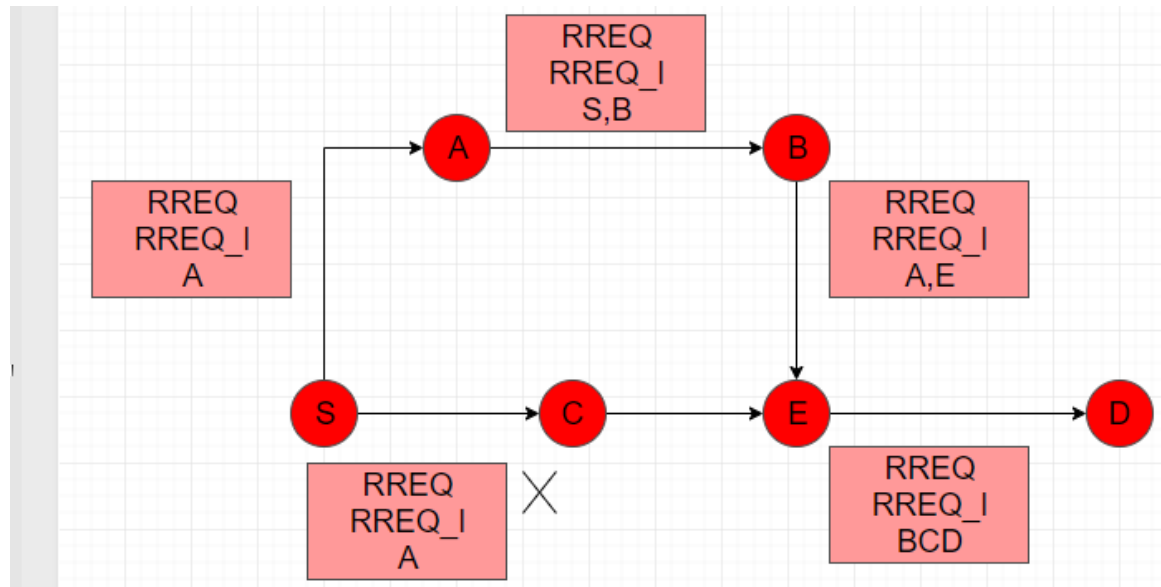 RREQ
RREQ_I
S,B
A
B
RREQ
RREQ_I
A
RREQ
RREQ_I
A,E
S
C
E
D
RREQ
RREQ_I
A
RREQ
RREQ_I
BCD